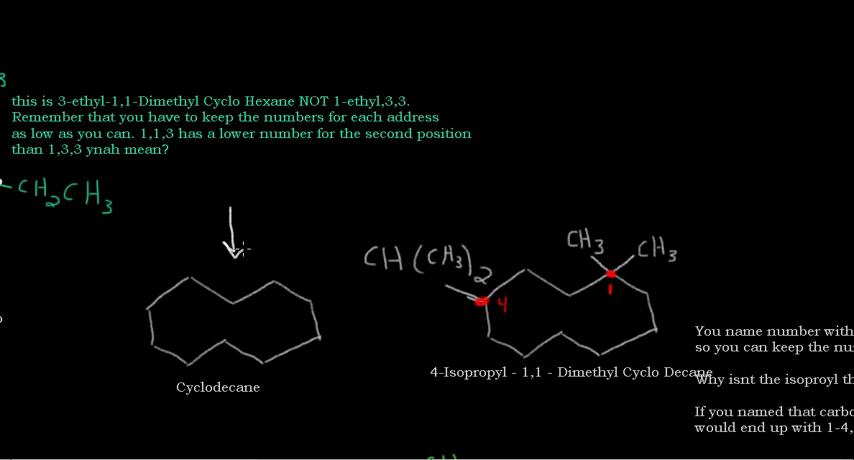 3
this is 3-ethyl-1,1-Dimethyl Cyclo Hexane NOT 1-ethyl,3,3.
Remember that you have to keep the numbers for each address
as low as you can. 1,1,3 has a lower number for the second position
than 1,3,3 ynah mean?
-CH2CH3
CH(CH3)2
CH3
CH3
4
1
Cyclodecane
4-Isopropyl - 1,1 - Dimethyl Cyclo Decane
You name number with
so you can keep the nu
Why isnt the isoproyl th
If you named that carbo
would end up with 1-4,